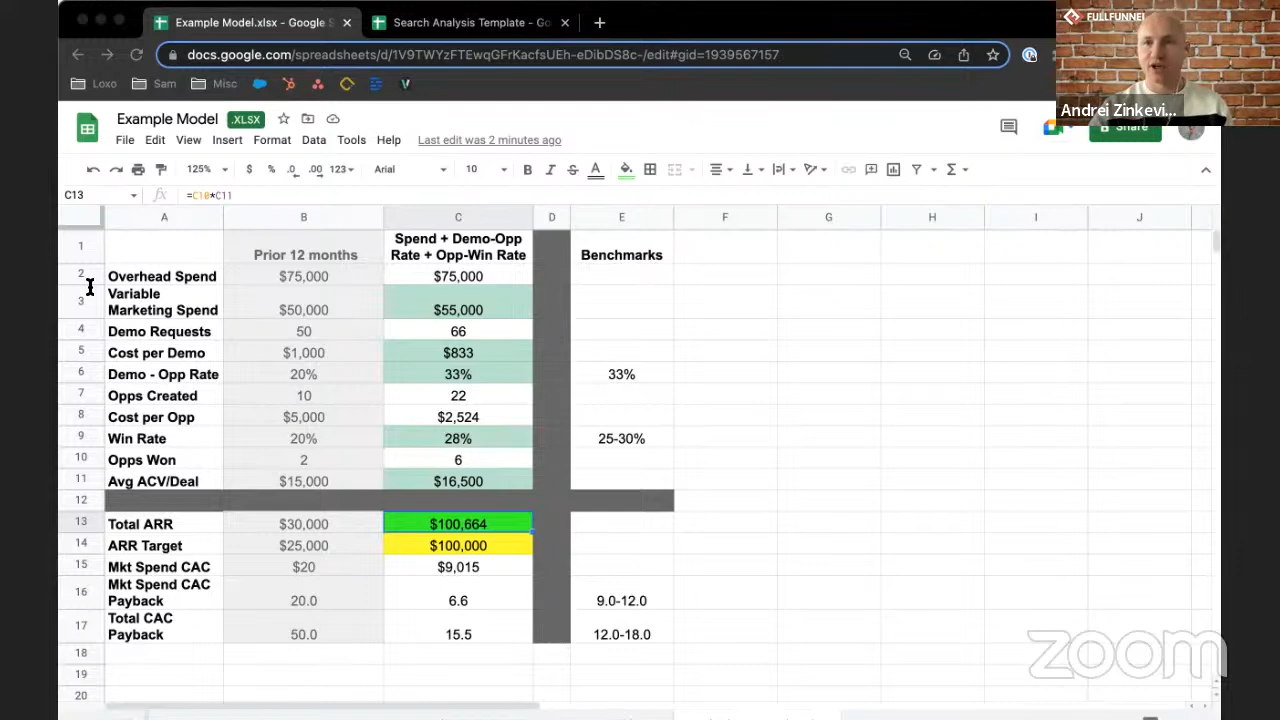 Example Model.xlsx - Google S
Search Analysis Template - Go
FULLFUNNEL
docs.google.com/spreadsheets/d/1V9TWYzFTEwqGFrKacfsUEh-eDibDS8c-/edit#gid=1939567157
Loxo
Sam
Misc
Andrei Zinkevi...
Example Model
.XLSX
Share
File
Edit
View
Insert
Format
Data
Tools
Help
Last edit was 2 minutes ago
125%
$
%
.0
.00
123
Arial
10
B
I
S
A
C13
=C10*C11
A B C D E F G H I J
1 Prior 12 months Spend + Demo-Opp Rate + Opp-Win Rate Benchmarks
2 Overhead Spend $75,000 $75,000
3 Variable Marketing Spend $50,000 $55,000
4 Demo Requests 50 66
5 Cost per Demo $1,000 $833
6 Demo - Opp Rate 20% 33% 33%
7 Opps Created 10 22
8 Cost per Opp $5,000 $2,524
9 Win Rate 20% 28% 25-30%
10 Opps Won 2 6
11 Avg ACV/Deal $15,000 $16,500
12
13 Total ARR $30,000 $100,664
14 ARR Target $25,000 $100,000
15 Mkt Spend CAC $20 $9,015
16 Mkt Spend CAC Payback 20.0 6.6 9.0-12.0
17 Total CAC Payback 50.0 15.5 12.0-18.0
18
19
20
zoom